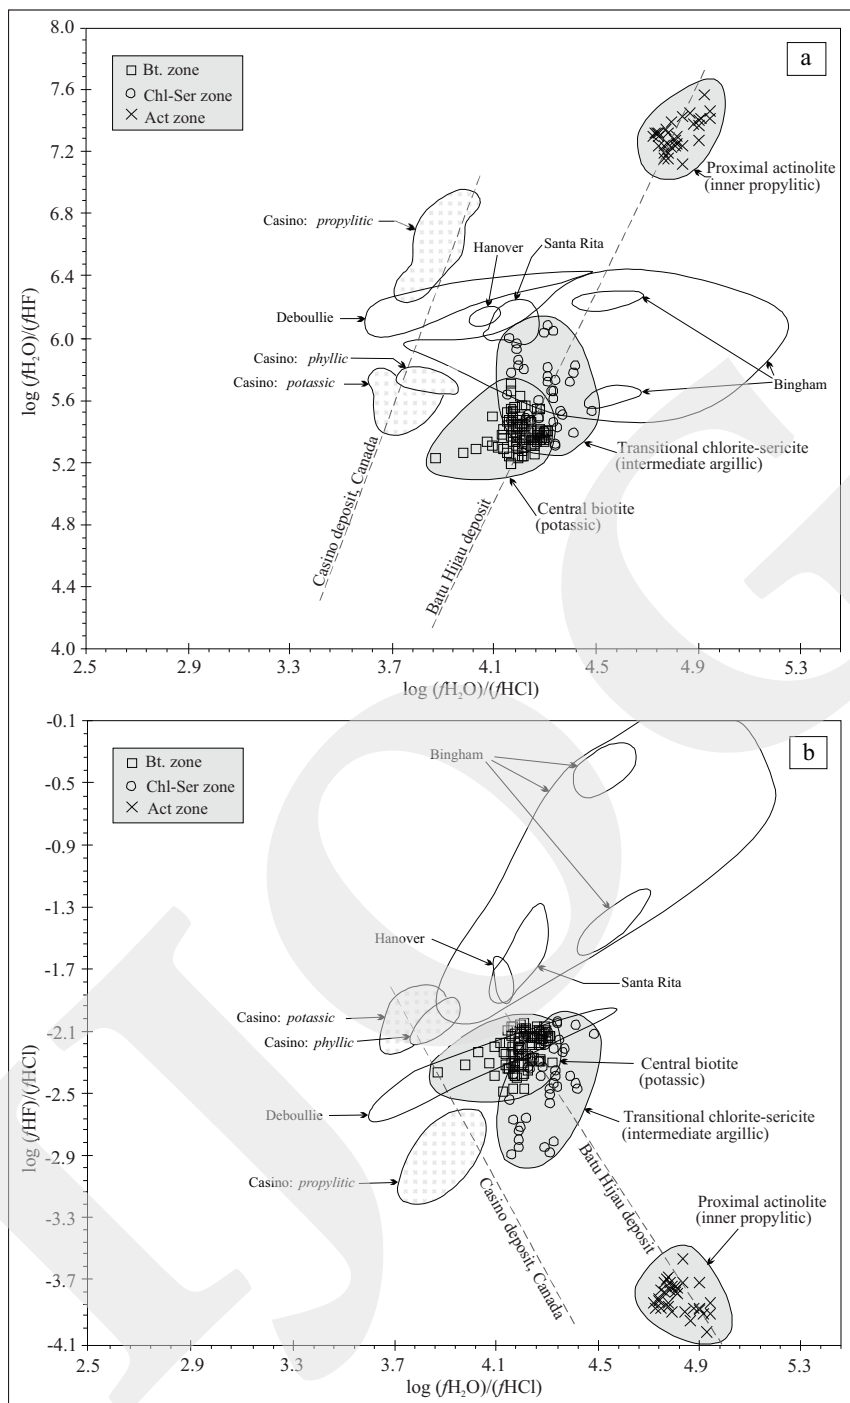 8.0
a
Bt. zone
Chl-Ser zone
Act zone
7.6
7.2
Proximal actinolite
(inner propylitic)
6.8
Casino: propylitic
Hanover
Santa Rita
6.4
log (fH₂O)/(fHF)
Deboullie
6.0
Casino: phyllic
Casino: potassic
Bingham
5.6
Transitional chlorite-sericite
(intermediate argillic)
5.2
Central biotite
(potassic)
Casino deposit, Canada
Batu Hijau deposit
4.8
4.4
4.0
2.5 2.9 3.3 3.7 4.1 4.5 4.9 5.3
log (fH₂O)/(fHCl)
-0.1
b
Bt. zone
Chl-Ser zone
Act zone
Bingham
-0.5
-0.9
-1.3
Hanover
-1.7
Santa Rita
Casino: potassic
-2.1
Casino: phyllic
Central biotite
(potassic)
log (fHF)/(fHCl)
-2.5
Deboullie
Transitional chlorite-sericite
(intermediate argillic)
-2.9
Casino: propylitic
Casino deposit, Canada
Batu Hijau deposit
-3.3
Proximal actinolite
(inner propylitic)
-3.7
-4.1
2.5 2.9 3.3 3.7 4.1 4.5 4.9 5.3
log (fH₂O)/(fHCl)
IJOG